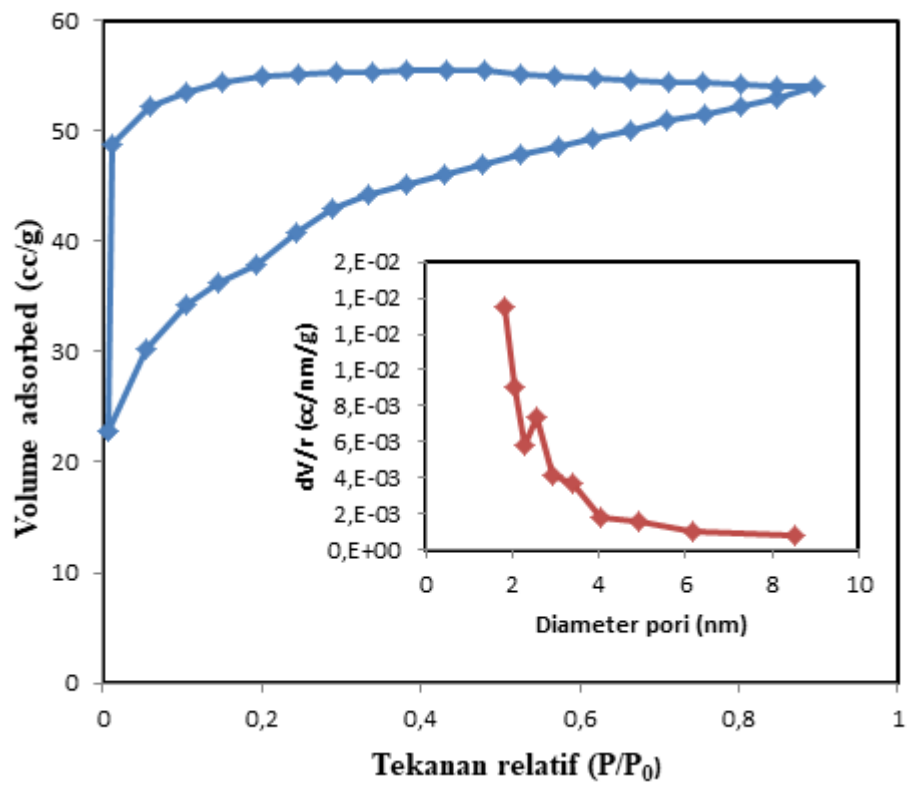 60
50
40
30
20
10
0
Volume adsorbed (cc/g)
0
0,2
0,4
0,6
0,8
1
Tekanan relatif (P/P₀)
2,E-02
1,E-02
1,E-02
1,E-02
8,E-03
6,E-03
4,E-03
2,E-03
0,E+00
dV/r (cc/nm/g)
0
2
4
6
8
10
Diameter pori (nm)